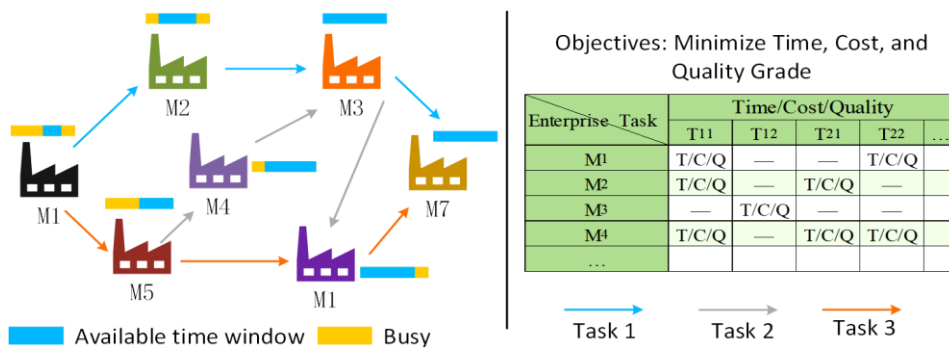 M2
M3
M1
M4
M7
M5
M1
Available time window
Busy
Objectives: Minimize Time, Cost, and
Quality Grade
Enterprise Task
Time/Cost/Quality
T11 T12 T21 T22 ...
M1 T/C/Q — — T/C/Q
M2 T/C/Q — T/C/Q —
M3 — T/C/Q — —
M4 T/C/Q — T/C/Q T/C/Q
...
Task 1
Task 2
Task 3